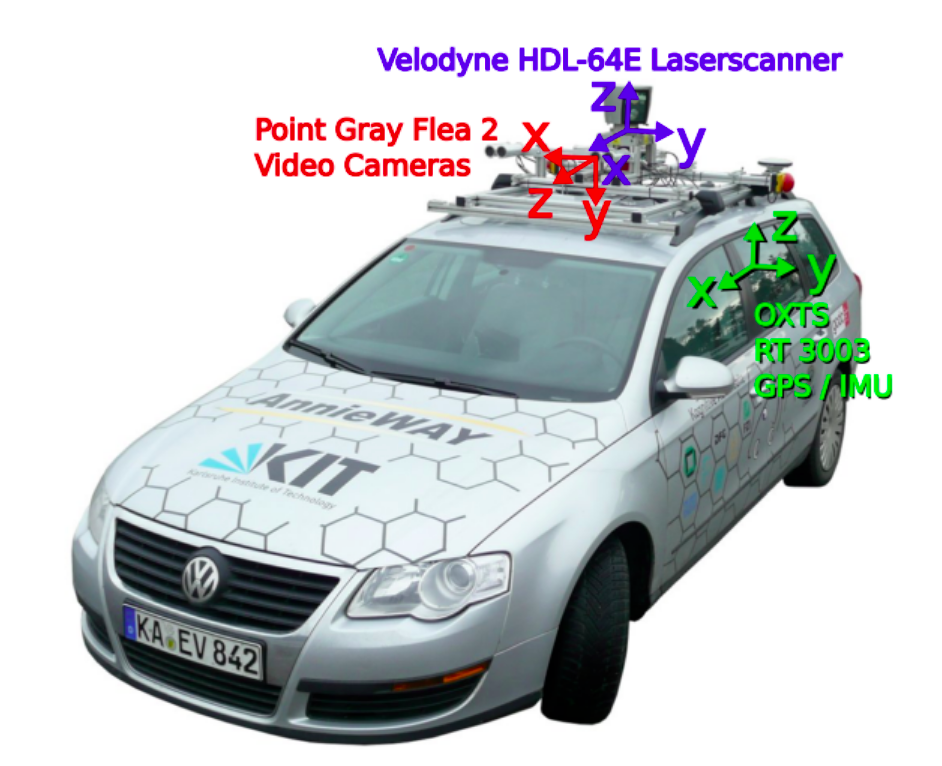 Velodyne HDL-64E Laserscanner
z
y
x
Point Gray Flea 2
Video Cameras
x
z
y
z
y
x
OXTS
RT 3003
GPS / IMU
AnnieWAY
KIT
Karlsruhe Institute of Technology
KA EV 842